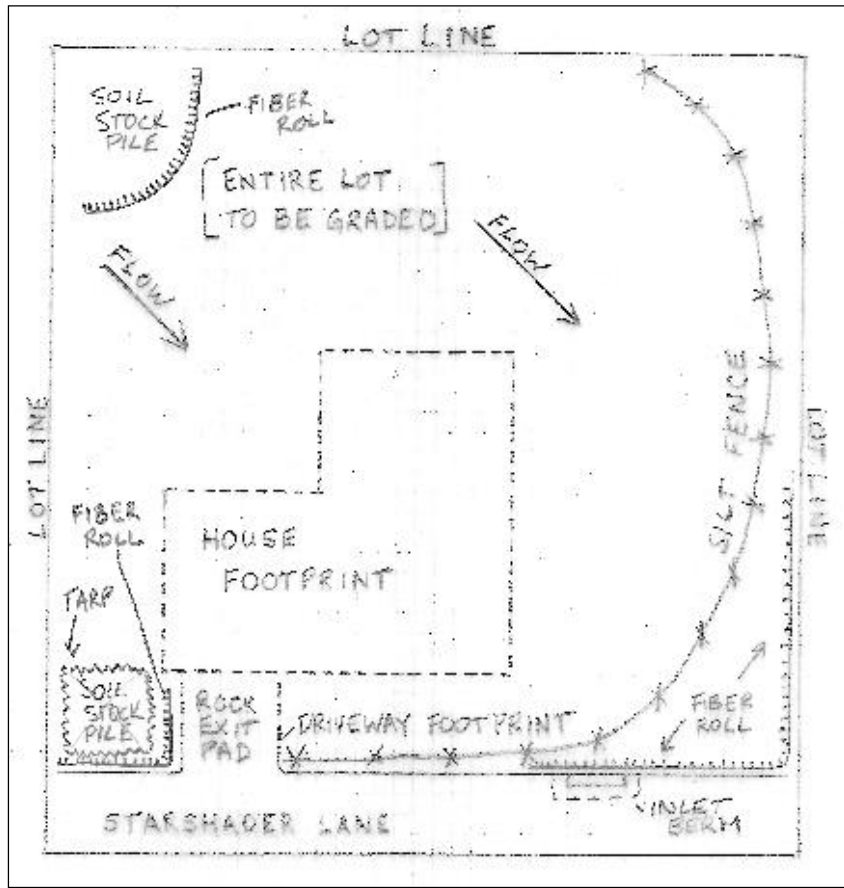 LOT LINE
SOIL
STOCK
PILE
FIBER
ROLL
[ENTIRE LOT
TO BE GRADED]
FLOW
FLOW
SILT FENCE
LOT LINE
LOT LINE
FIBER
ROLL
HOUSE
FOOTPRINT
TARP
SOIL
STOCK
PILE
ROCK
EXIT
PAD
DRIVEWAY FOOTPRINT
FIBER
ROLL
INLET
BERM
STARSHADER LANE